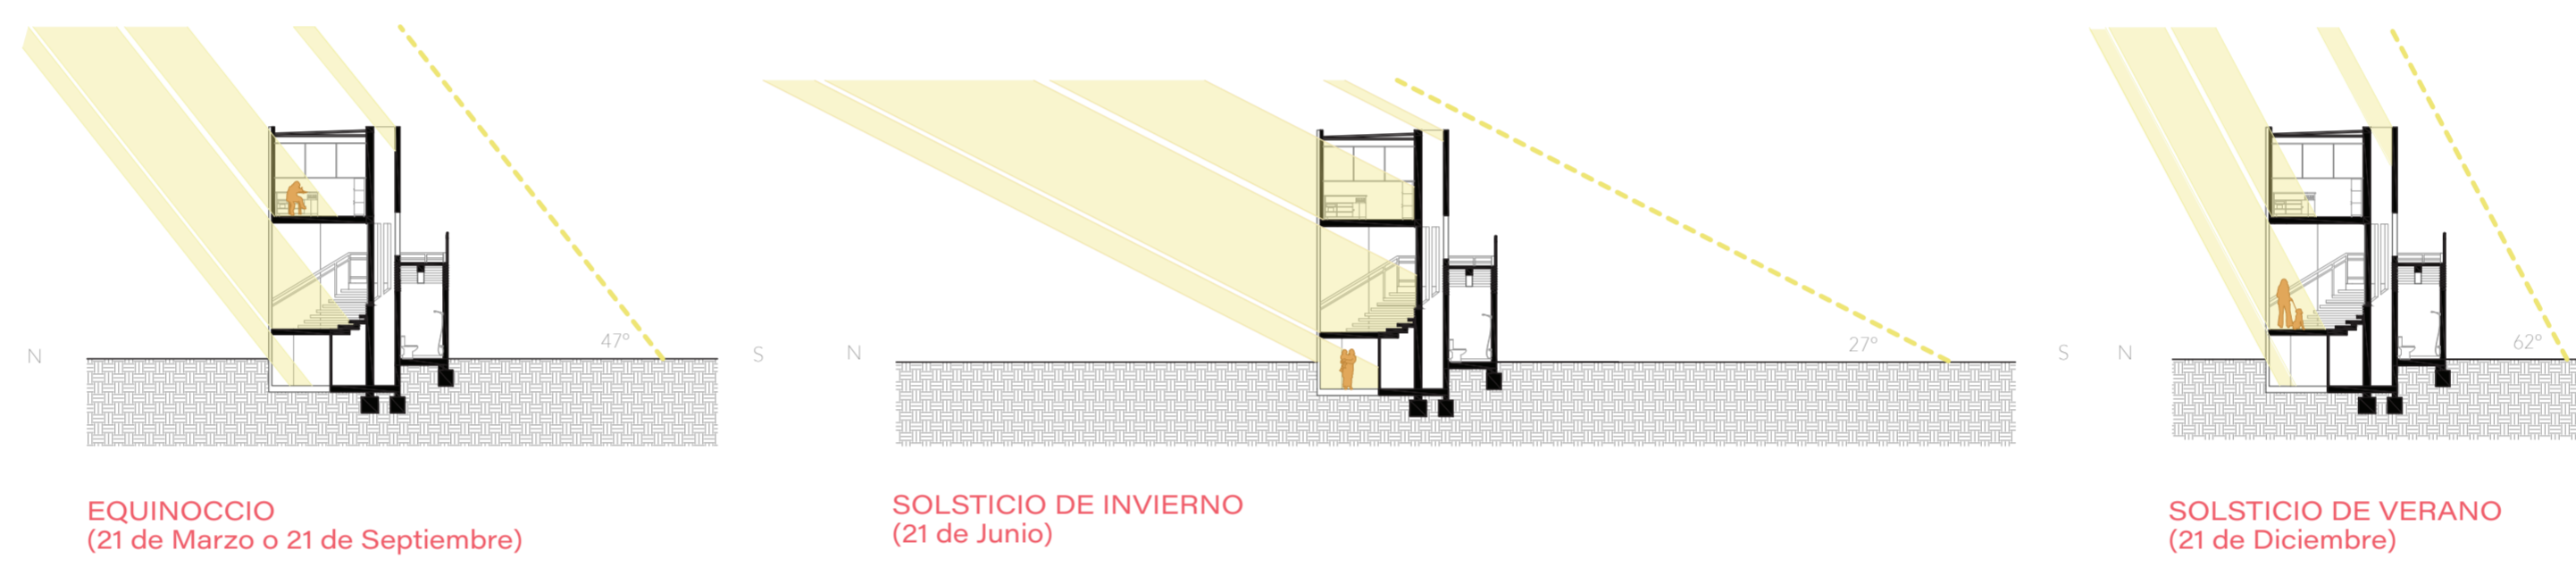 N
47°
S
EQUINOCCIO
(21 de Marzo o 21 de Septiembre)
N
27°
S
SOLSTICIO DE INVIERNO
(21 de Junio)
N
62°
SOLSTICIO DE VERANO
(21 de Diciembre)